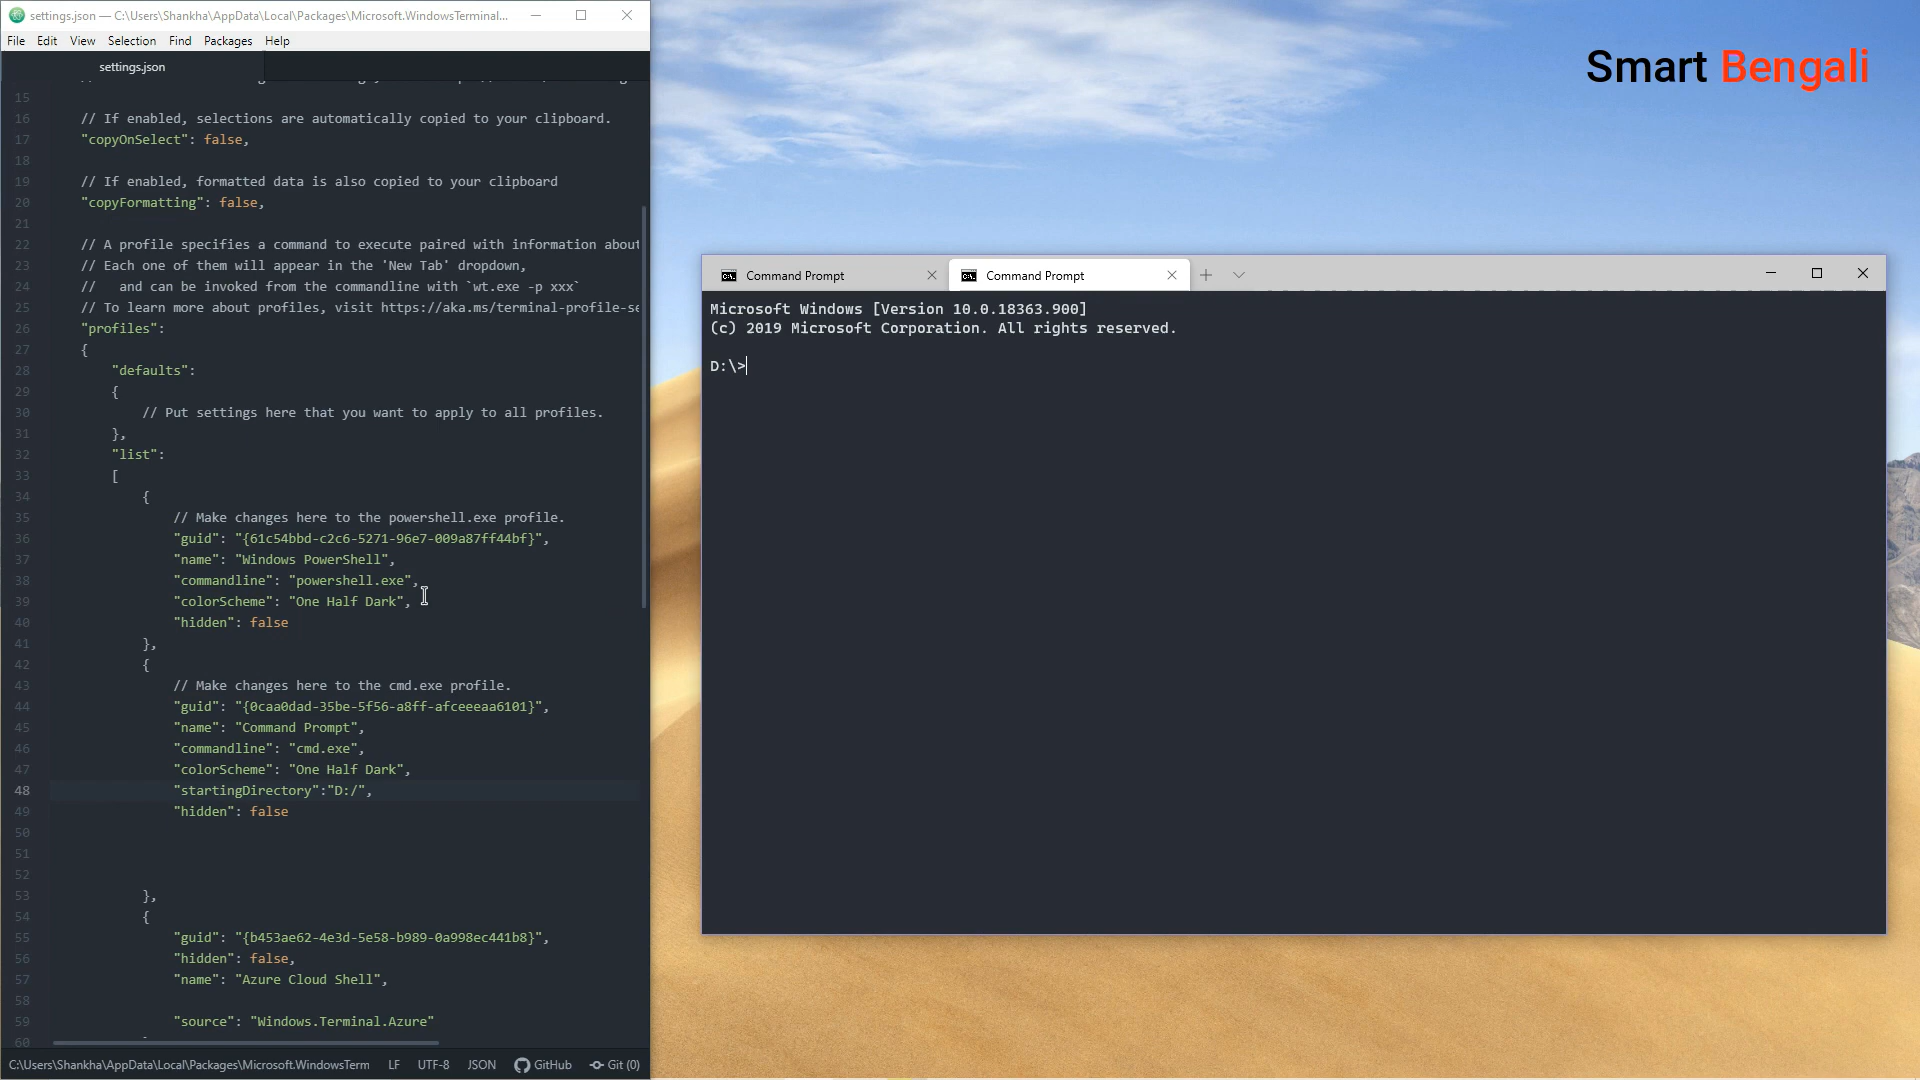 settings.json — C:\Users\Shankha\AppData\Local\Packages\Microsoft.WindowsTerminal...
File Edit View Selection Find Packages Help
settings.json
15
16 // If enabled, selections are automatically copied to your clipboard.
17 "copyOnSelect": false,
18
19 // If enabled, formatted data is also copied to your clipboard
20 "copyFormatting": false,
21
22 // A profile specifies a command to execute paired with information about
23 // Each one of them will appear in the 'New Tab' dropdown,
24 //   and can be invoked from the commandline with `wt.exe -p xxx`
25 // To learn more about profiles, visit https://aka.ms/terminal-profile-se
26 "profiles":
27 {
28 "defaults":
29 {
30 // Put settings here that you want to apply to all profiles.
31 },
32 "list":
33 [
34 {
35 // Make changes here to the powershell.exe profile.
36 "guid": "{61c54bbd-c2c6-5271-96e7-009a87ff44bf}",
37 "name": "Windows PowerShell",
38 "commandline": "powershell.exe",
39 "colorScheme": "One Half Dark",
40 "hidden": false
41 },
42 {
43 // Make changes here to the cmd.exe profile.
44 "guid": "{0caa0dad-35be-5f56-a8ff-afceeeaa6101}",
45 "name": "Command Prompt",
46 "commandline": "cmd.exe",
47 "colorScheme": "One Half Dark",
48 "startingDirectory":"D:/",
49 "hidden": false
50
51
52
53 },
54 {
55 "guid": "{b453ae62-4e3d-5e58-b989-0a998ec441b8}",
56 "hidden": false,
57 "name": "Azure Cloud Shell",
58
59 "source": "Windows.Terminal.Azure"
60
C:\Users\Shankha\AppData\Local\Packages\Microsoft.WindowsTerm LF UTF-8 JSON GitHub Git (0)
Smart Bengali
Command Prompt Command Prompt
Microsoft Windows [Version 10.0.18363.900]
(c) 2019 Microsoft Corporation. All rights reserved.
D:\>